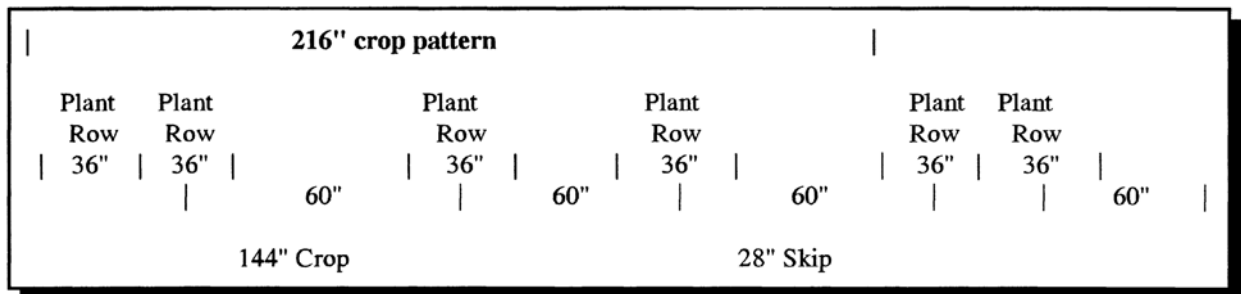 216" crop pattern
Plant Plant Plant Plant Plant Plant
Row Row Row Row Row Row
| 36" | 36" | | 36" | | 36" | | 36" | 36" |
| 60" | 60" | 60" | | 60" |
144" Crop 28" Skip